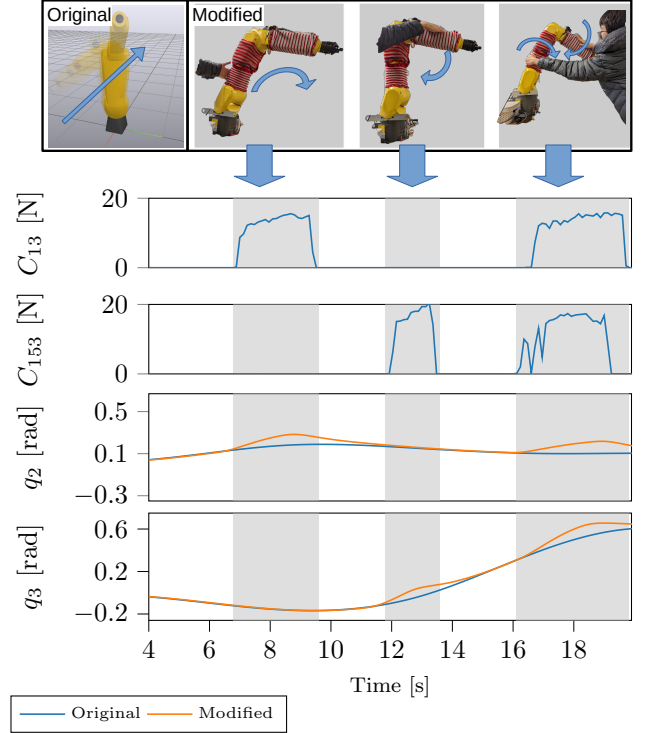 Original
Modified
20
0
C13 [N]
20
0
C153 [N]
0.5
0.1
−0.3
q2 [rad]
0.6
0.2
−0.2
q3 [rad]
4 6 8 10 12 14 16 18
Time [s]
Original Modified